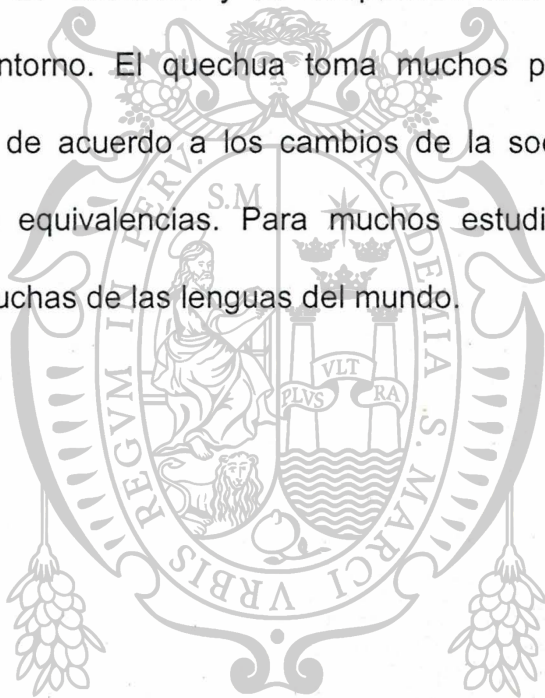 ntorno. El quechua toma muchos p
de acuerdo a los cambios de la soc
equivalencias. Para muchos estudi
uchas de las lenguas del mundo.
S.M
ACADEMIA S. MARCI VRBIS REGVM IN PERV.
PLVS VLT RA